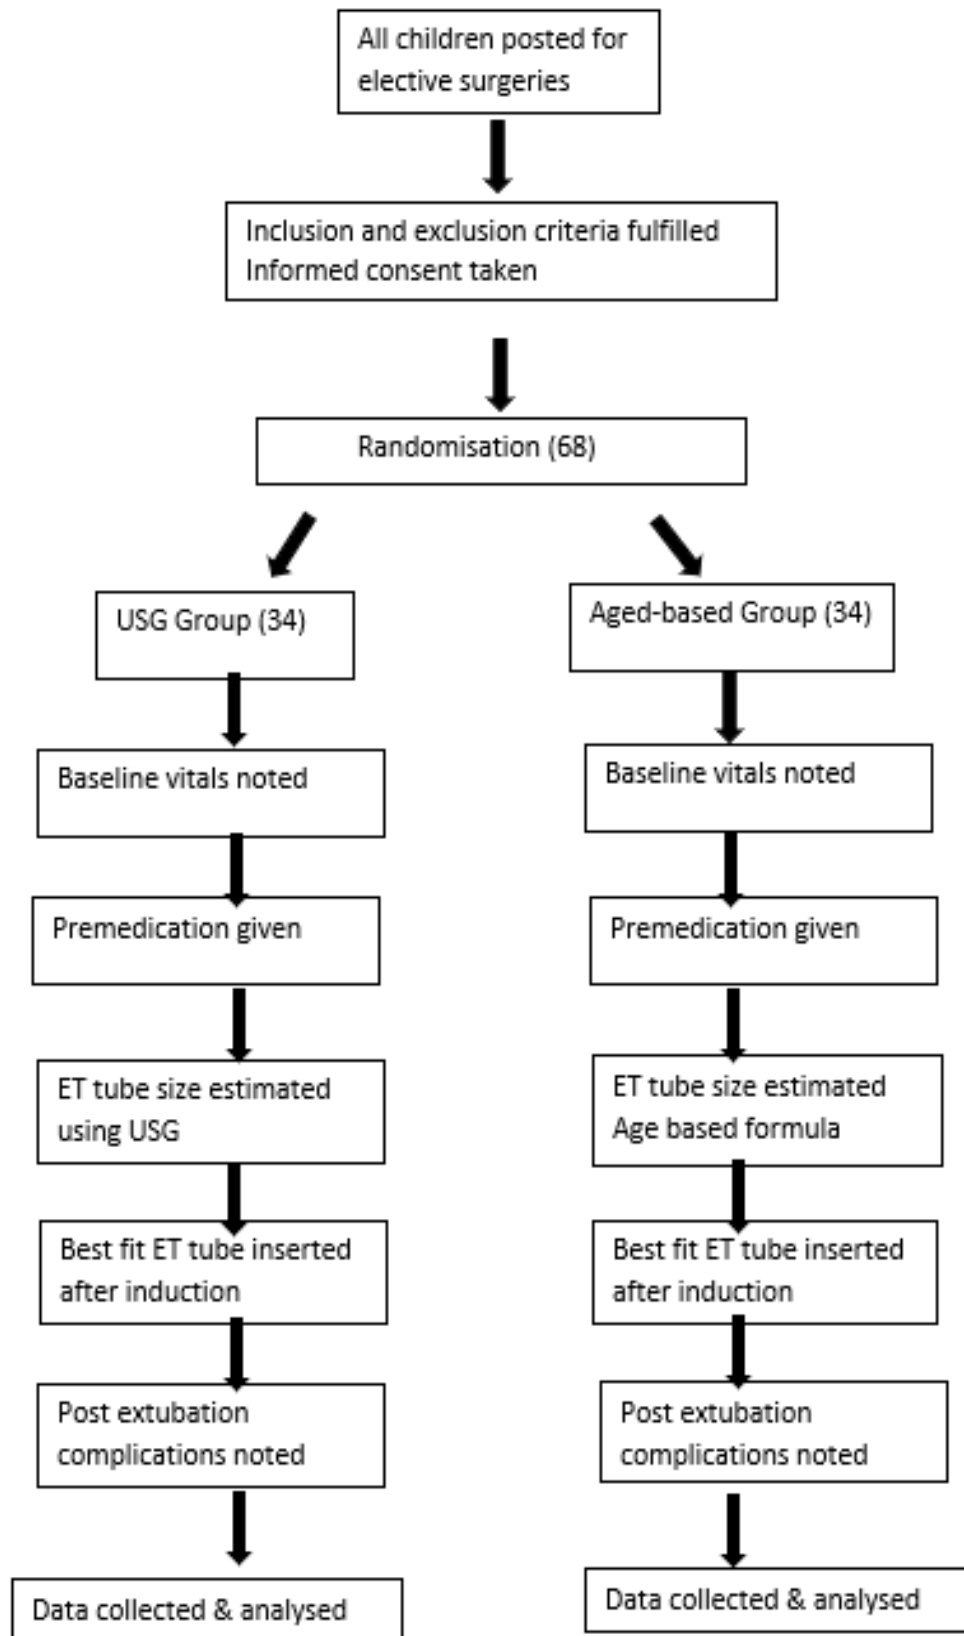 All children posted for
elective surgeries
Inclusion and exclusion criteria fulfilled
Informed consent taken
Randomisation (68)
USG Group (34)
Baseline vitals noted
Premedication given
ET tube size estimated
using USG
Best fit ET tube inserted
after induction
Post extubation
complications noted
Data collected & analysed
Aged-based Group (34)
Baseline vitals noted
Premedication given
ET tube size estimated
Age based formula
Best fit ET tube inserted
after induction
Post extubation
complications noted
Data collected & analysed